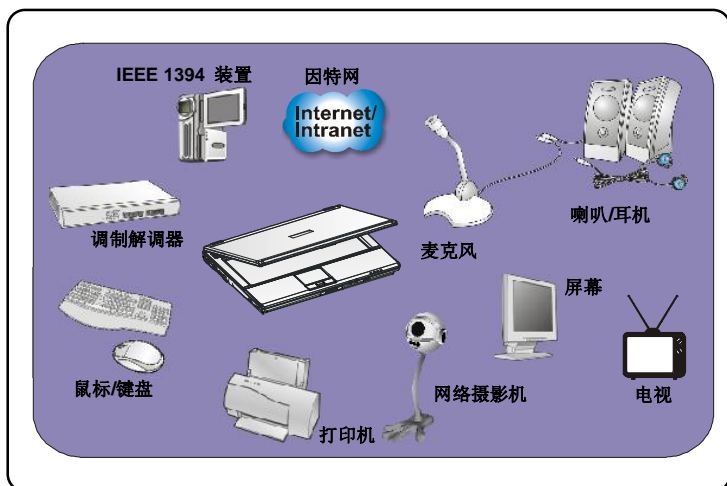 IEEE 1394 装置
因特网
Internet/
Intranet
喇叭/耳机
调制解调器
麦克风
屏幕
鼠标/键盘
网络摄影机
电视
打印机